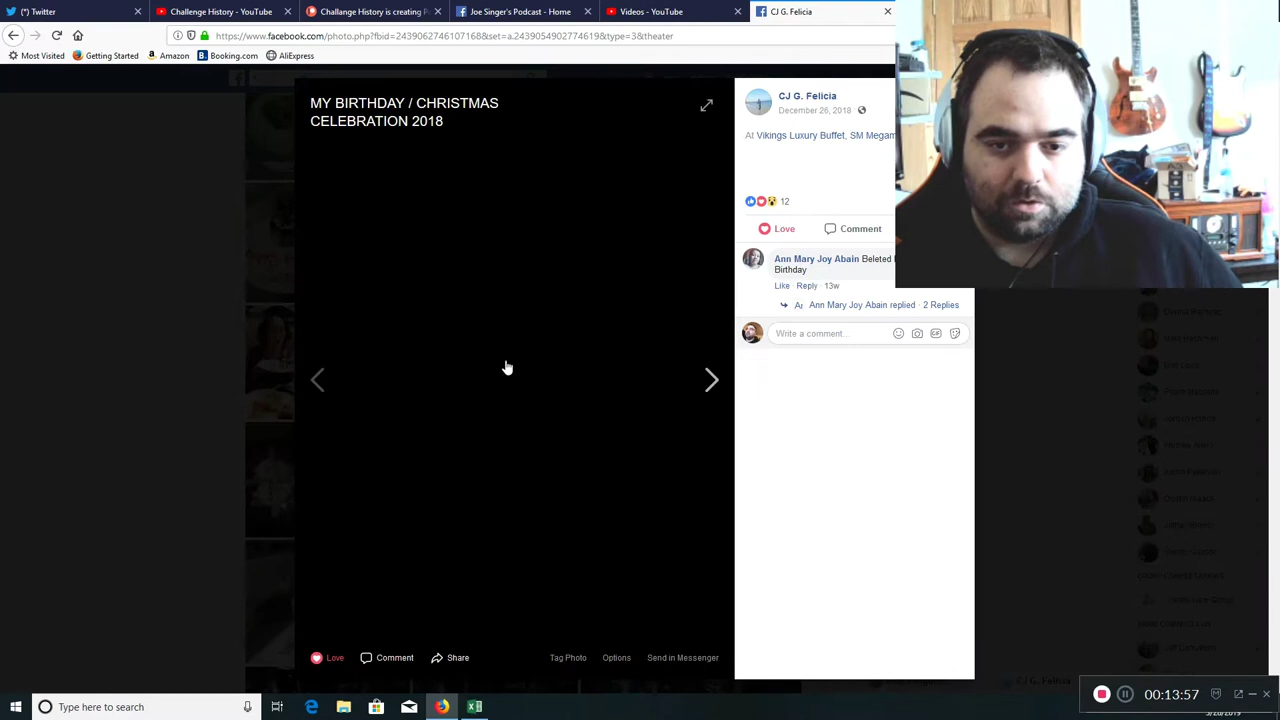 (*) Twitter
Challenge History - YouTube
Challange History is creating P
Joe Singer's Podcast - Home
Videos - YouTube
CJ G. Felicia
https://www.facebook.com/photo.php?fbid=2439062746107168&set=a.2439054902774619&type=3&theater
Most Visited
Getting Started
Amazon
Booking.com
AliExpress
MY BIRTHDAY / CHRISTMAS
CELEBRATION 2018
CJ G. Felicia
December 26, 2018
At Vikings Luxury Buffet, SM Megam
12
Love
Comment
Ann Mary Joy Abain Beleted
Birthday
Like · Reply · 13w
Ann Mary Joy Abain replied · 2 Replies
Write a comment...
Love
Comment
Share
Tag Photo
Options
Send in Messenger
CJ G. Felicia
00:13:57
Type here to search